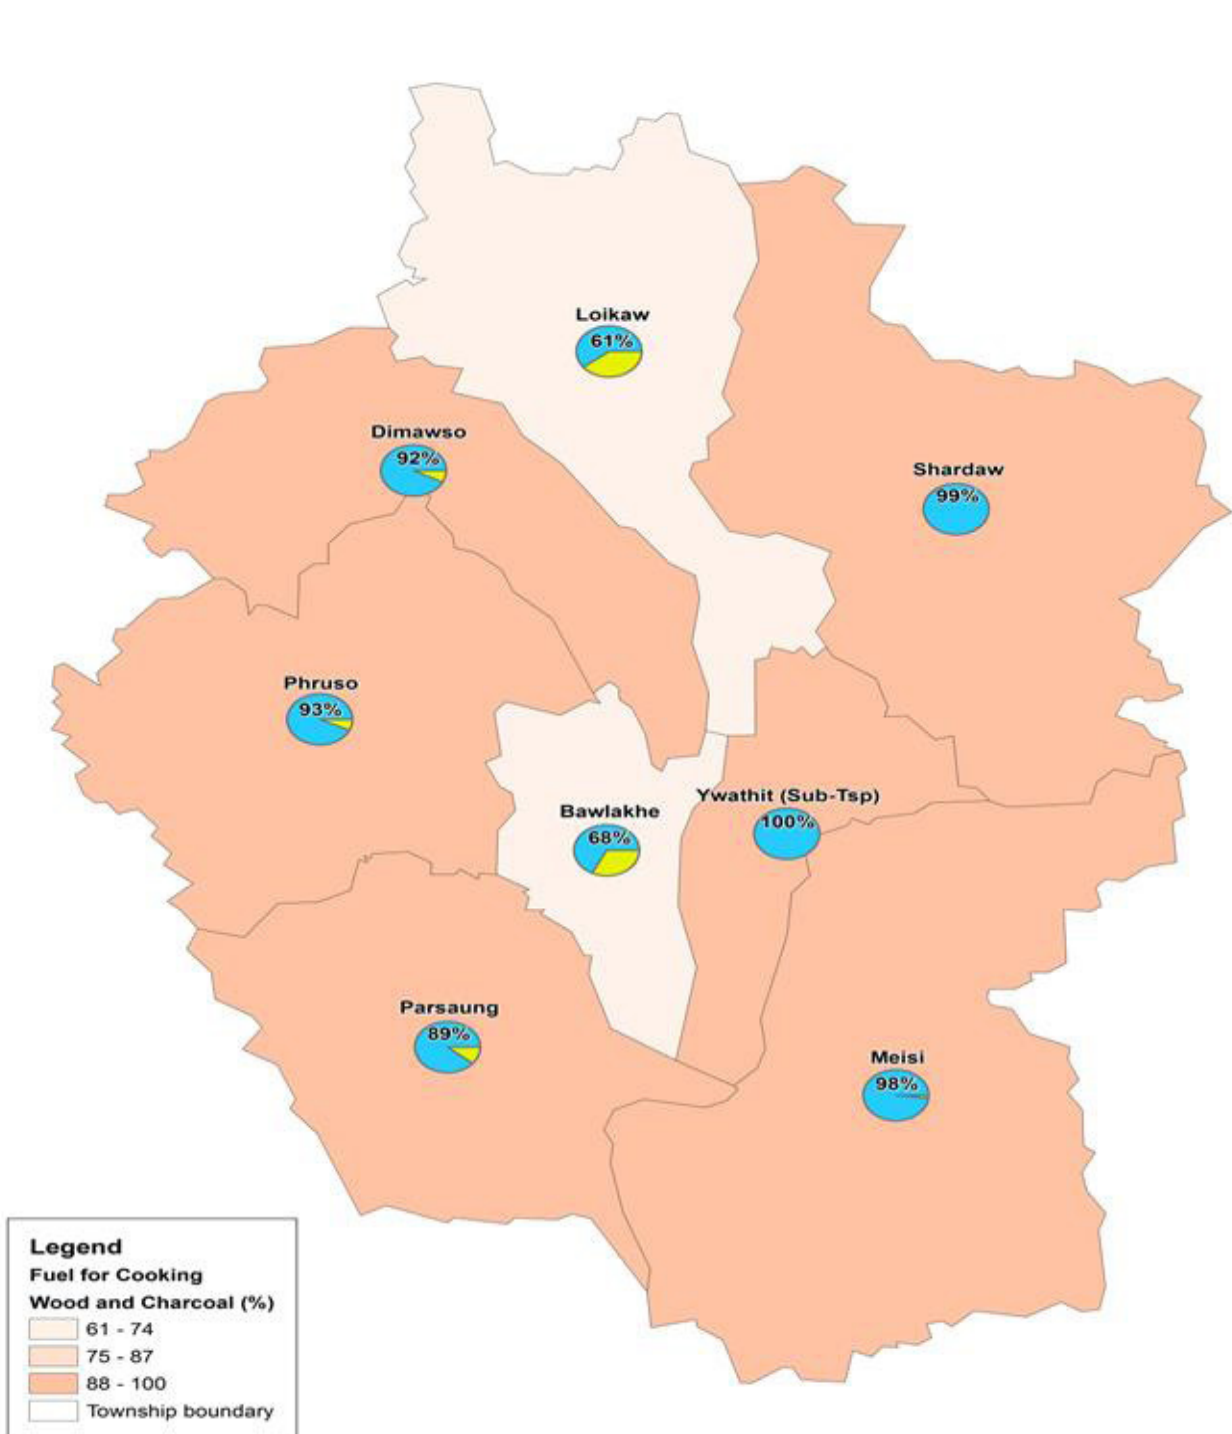 Loikaw
61%
Dimawso
92%
Shardaw
99%
Phruso
93%
Ywathit (Sub-Tsp)
100%
Bawlakhe
68%
Parsaung
89%
Meisi
98%
Legend
Fuel for Cooking
Wood and Charcoal (%)
61 - 74
75 - 87
88 - 100
Township boundary